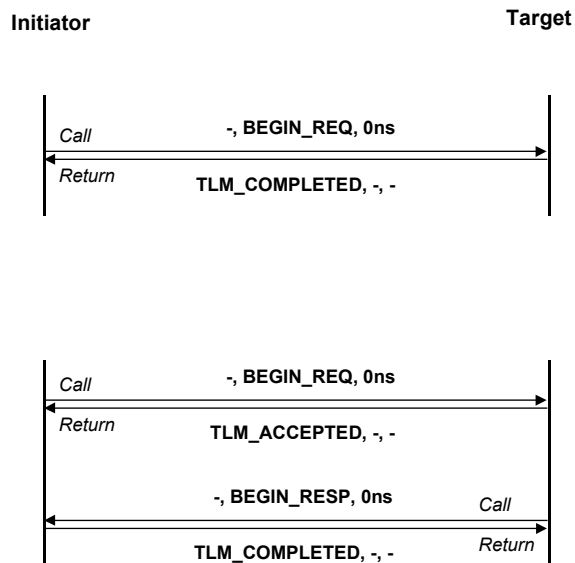 Initiator
Target
Call
-, BEGIN_REQ, 0ns
Return
TLM_COMPLETED, -, -
Call
-, BEGIN_REQ, 0ns
Return
TLM_ACCEPTED, -, -
-, BEGIN_RESP, 0ns
Call
TLM_COMPLETED, -, -
Return